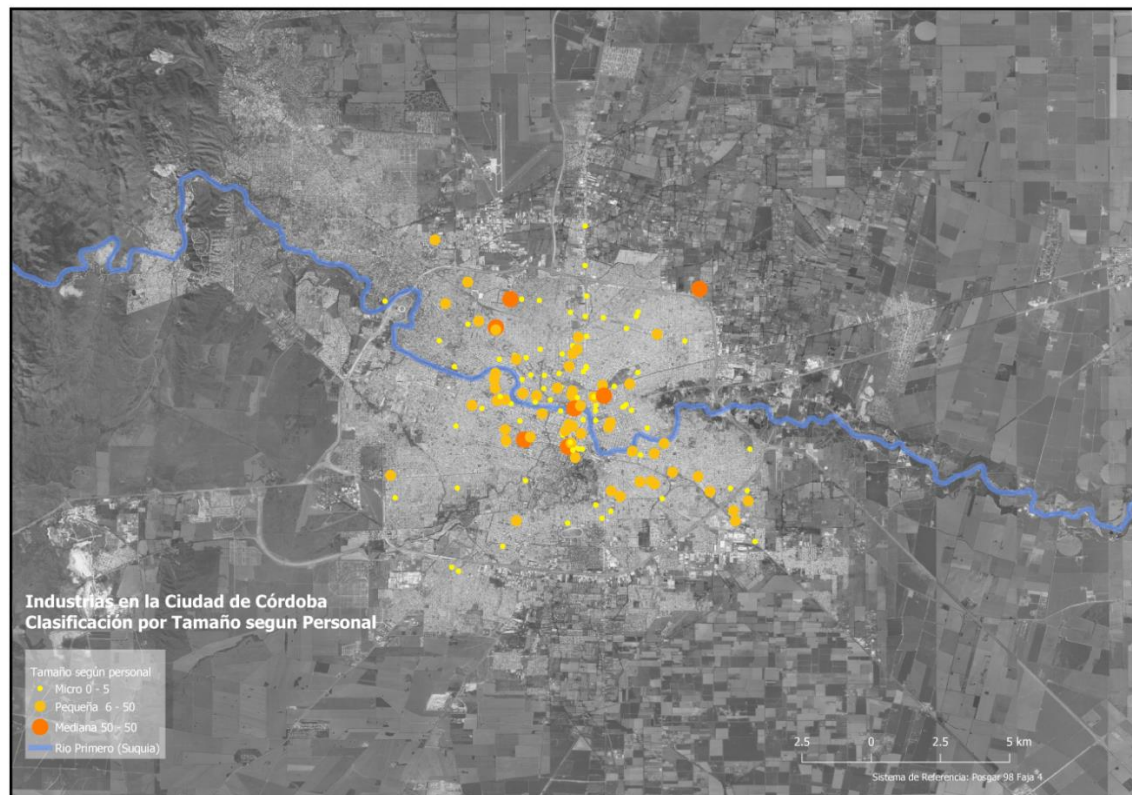 Industrias en la Ciudad de Córdoba
Clasificación por Tamaño segun Personal
Tamaño según personal
Micro 0 - 5
Pequeña 6 - 50
Mediana 50 - 50
Rio Primero (Suquia)
2.5 0 2.5 5 km
Sistema de Referencia: Posgar 98 Faja 4